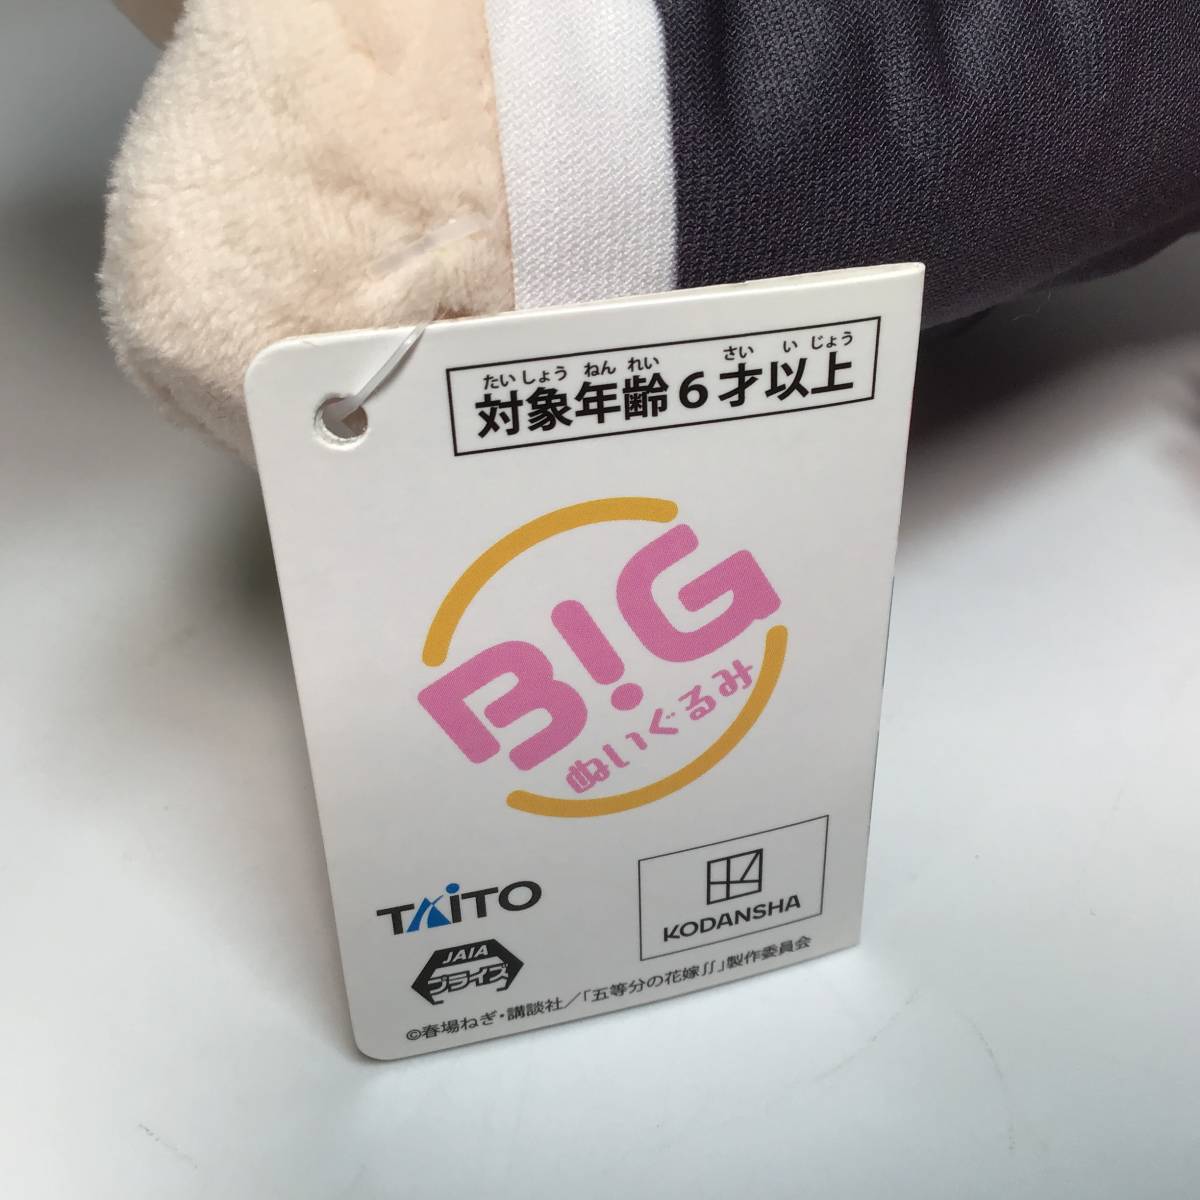 たいしょう ねん れい さい い じょう
対象年齢6才以上
B!G
ぬいぐるみ
TAITO
KODANSHA
JAIA
プライズ
©春場ねぎ・講談社/「五等分の花嫁∬」製作委員会